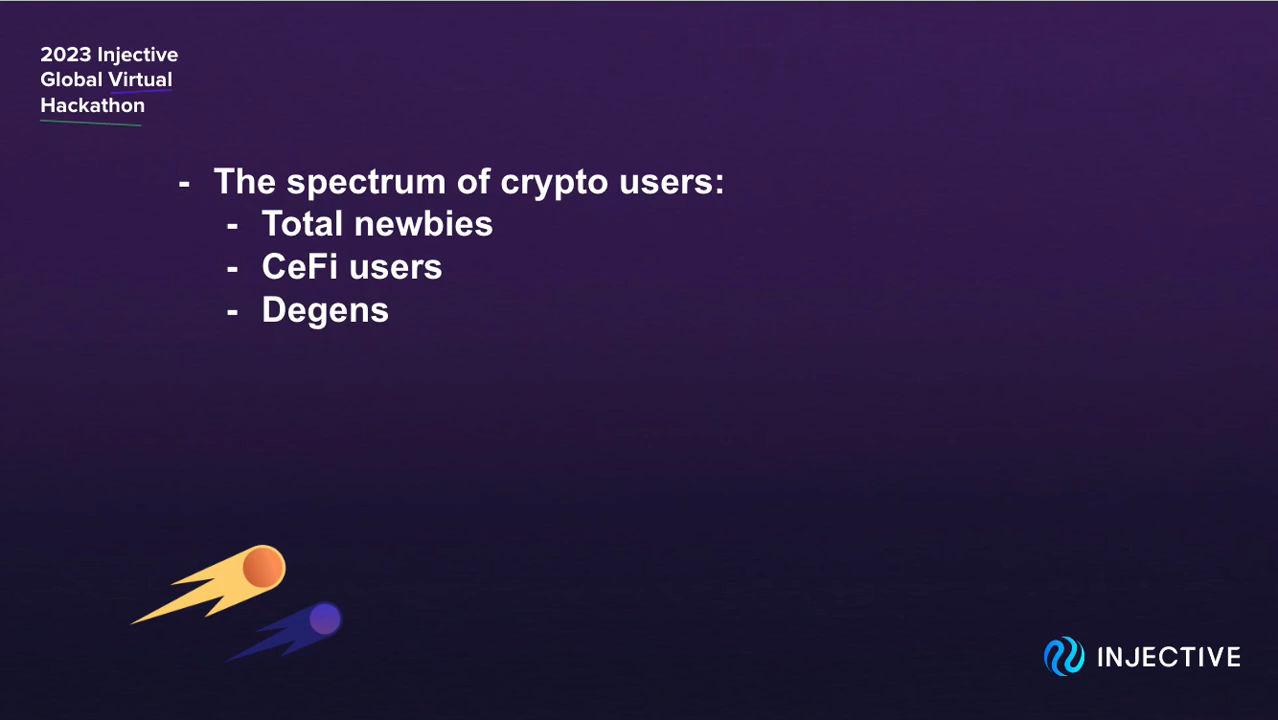 2023 Injective
Global Virtual
Hackathon
- The spectrum of crypto users:
- Total newbies
- CeFi users
- Degens
INJECTIVE